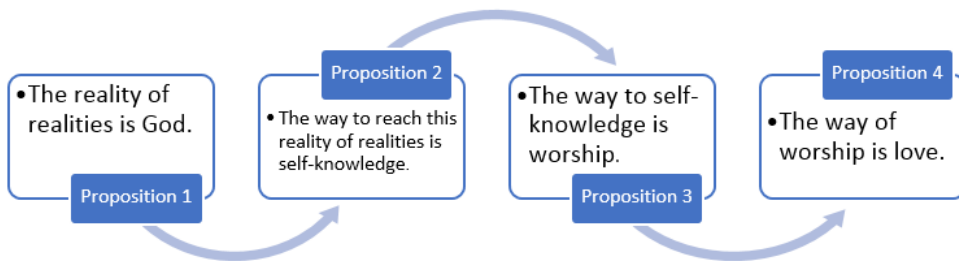 •The reality of
realities is God.
Proposition 1
Proposition 2
•The way to reach this
reality of realities is
self-knowledge.
•The way to self-
knowledge is
worship.
Proposition 3
Proposition 4
•The way of
worship is love.